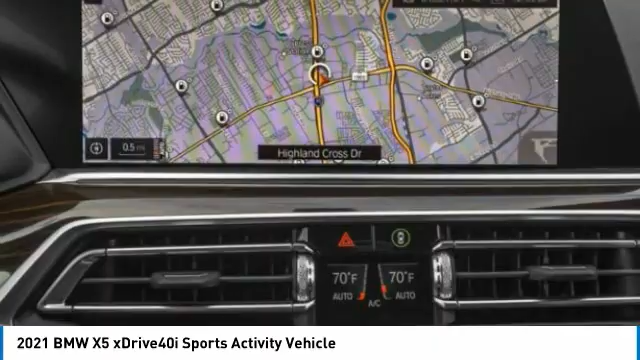 0.5 mi
Highland Cross Dr
70°F 70°F
AUTO AUTO
A/C
2021 BMW X5 xDrive40i Sports Activity Vehicle